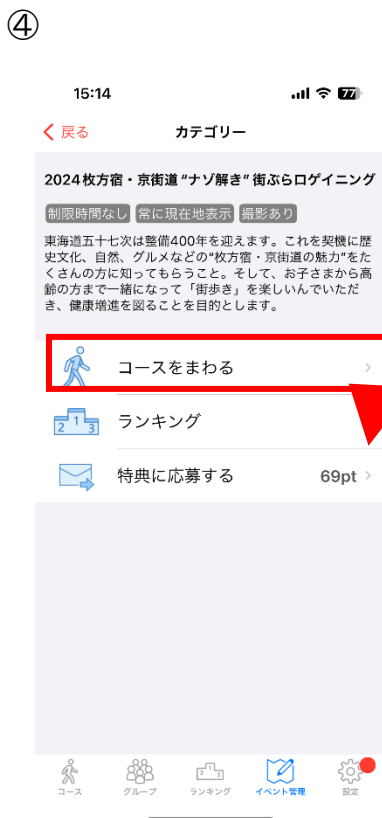 ④
15:14 77
戻る カテゴリー
2024枚方宿・京街道“ナゾ解き”街ぶらロゲイニング
制限時間なし 常に現在地表示 撮影あり
東海道五十七次は整備400年を迎えます。これを契機に歴
史文化、自然、グルメなどの“枚方宿・京街道の魅力”をた
くさんの方に知ってもらうこと。そして、お子さまから高
齢の方まで一緒になって「街歩き」を楽しいんでいただ
き、健康増進を図ることを目的とします。
コースをまわる
2 1 3 ランキング
特典に応募する 69pt
2 1 3
コース グループ ランキング イベント管理 設定